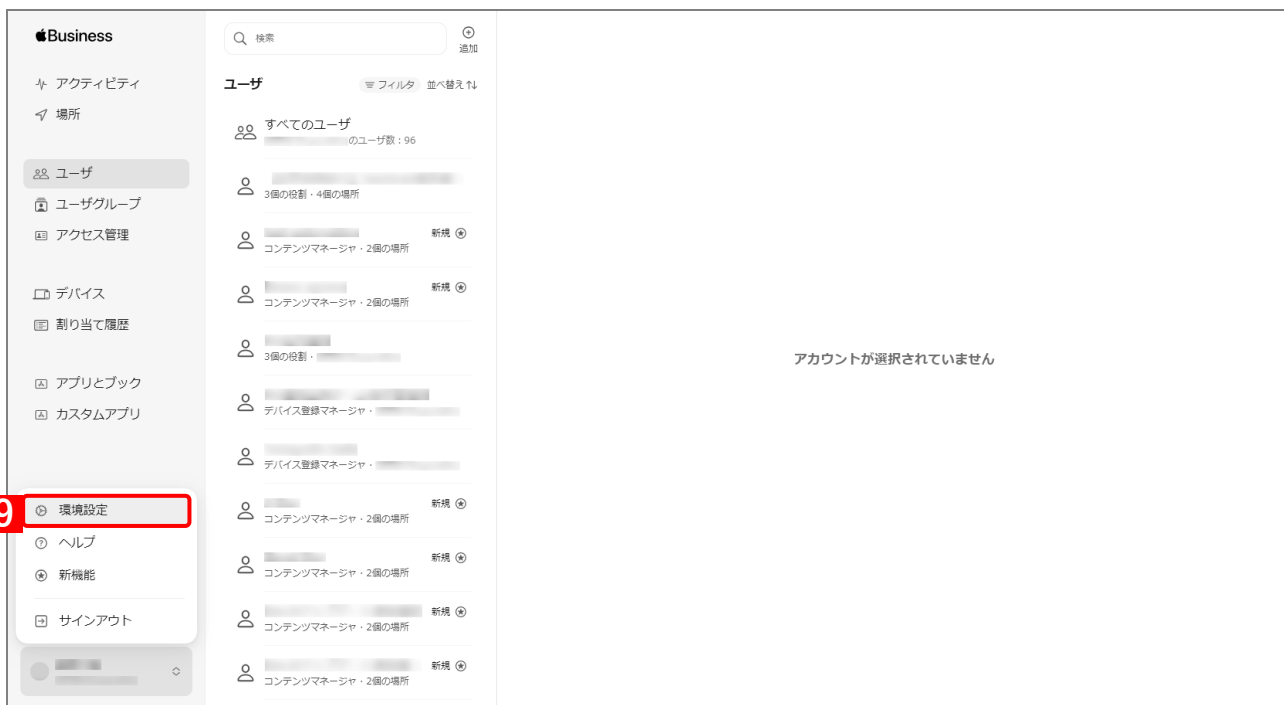 Business
アクティビティ
場所
ユーザ
ユーザグループ
アクセス管理
デバイス
割り当て履歴
アプリとブック
カスタムアプリ
9
環境設定
ヘルプ
新機能
サインアウト
検索
追加
ユーザ
フィルタ 並べ替え↑↓
すべてのユーザ
のユーザ数：96
3個の役割・4個の場所
新規
コンテンツマネージャ・2個の場所
新規
コンテンツマネージャ・2個の場所
3個の役割・
デバイス登録マネージャ・
デバイス登録マネージャ・
新規
コンテンツマネージャ・2個の場所
新規
コンテンツマネージャ・2個の場所
新規
コンテンツマネージャ・2個の場所
新規
コンテンツマネージャ・2個の場所
アカウントが選択されていません